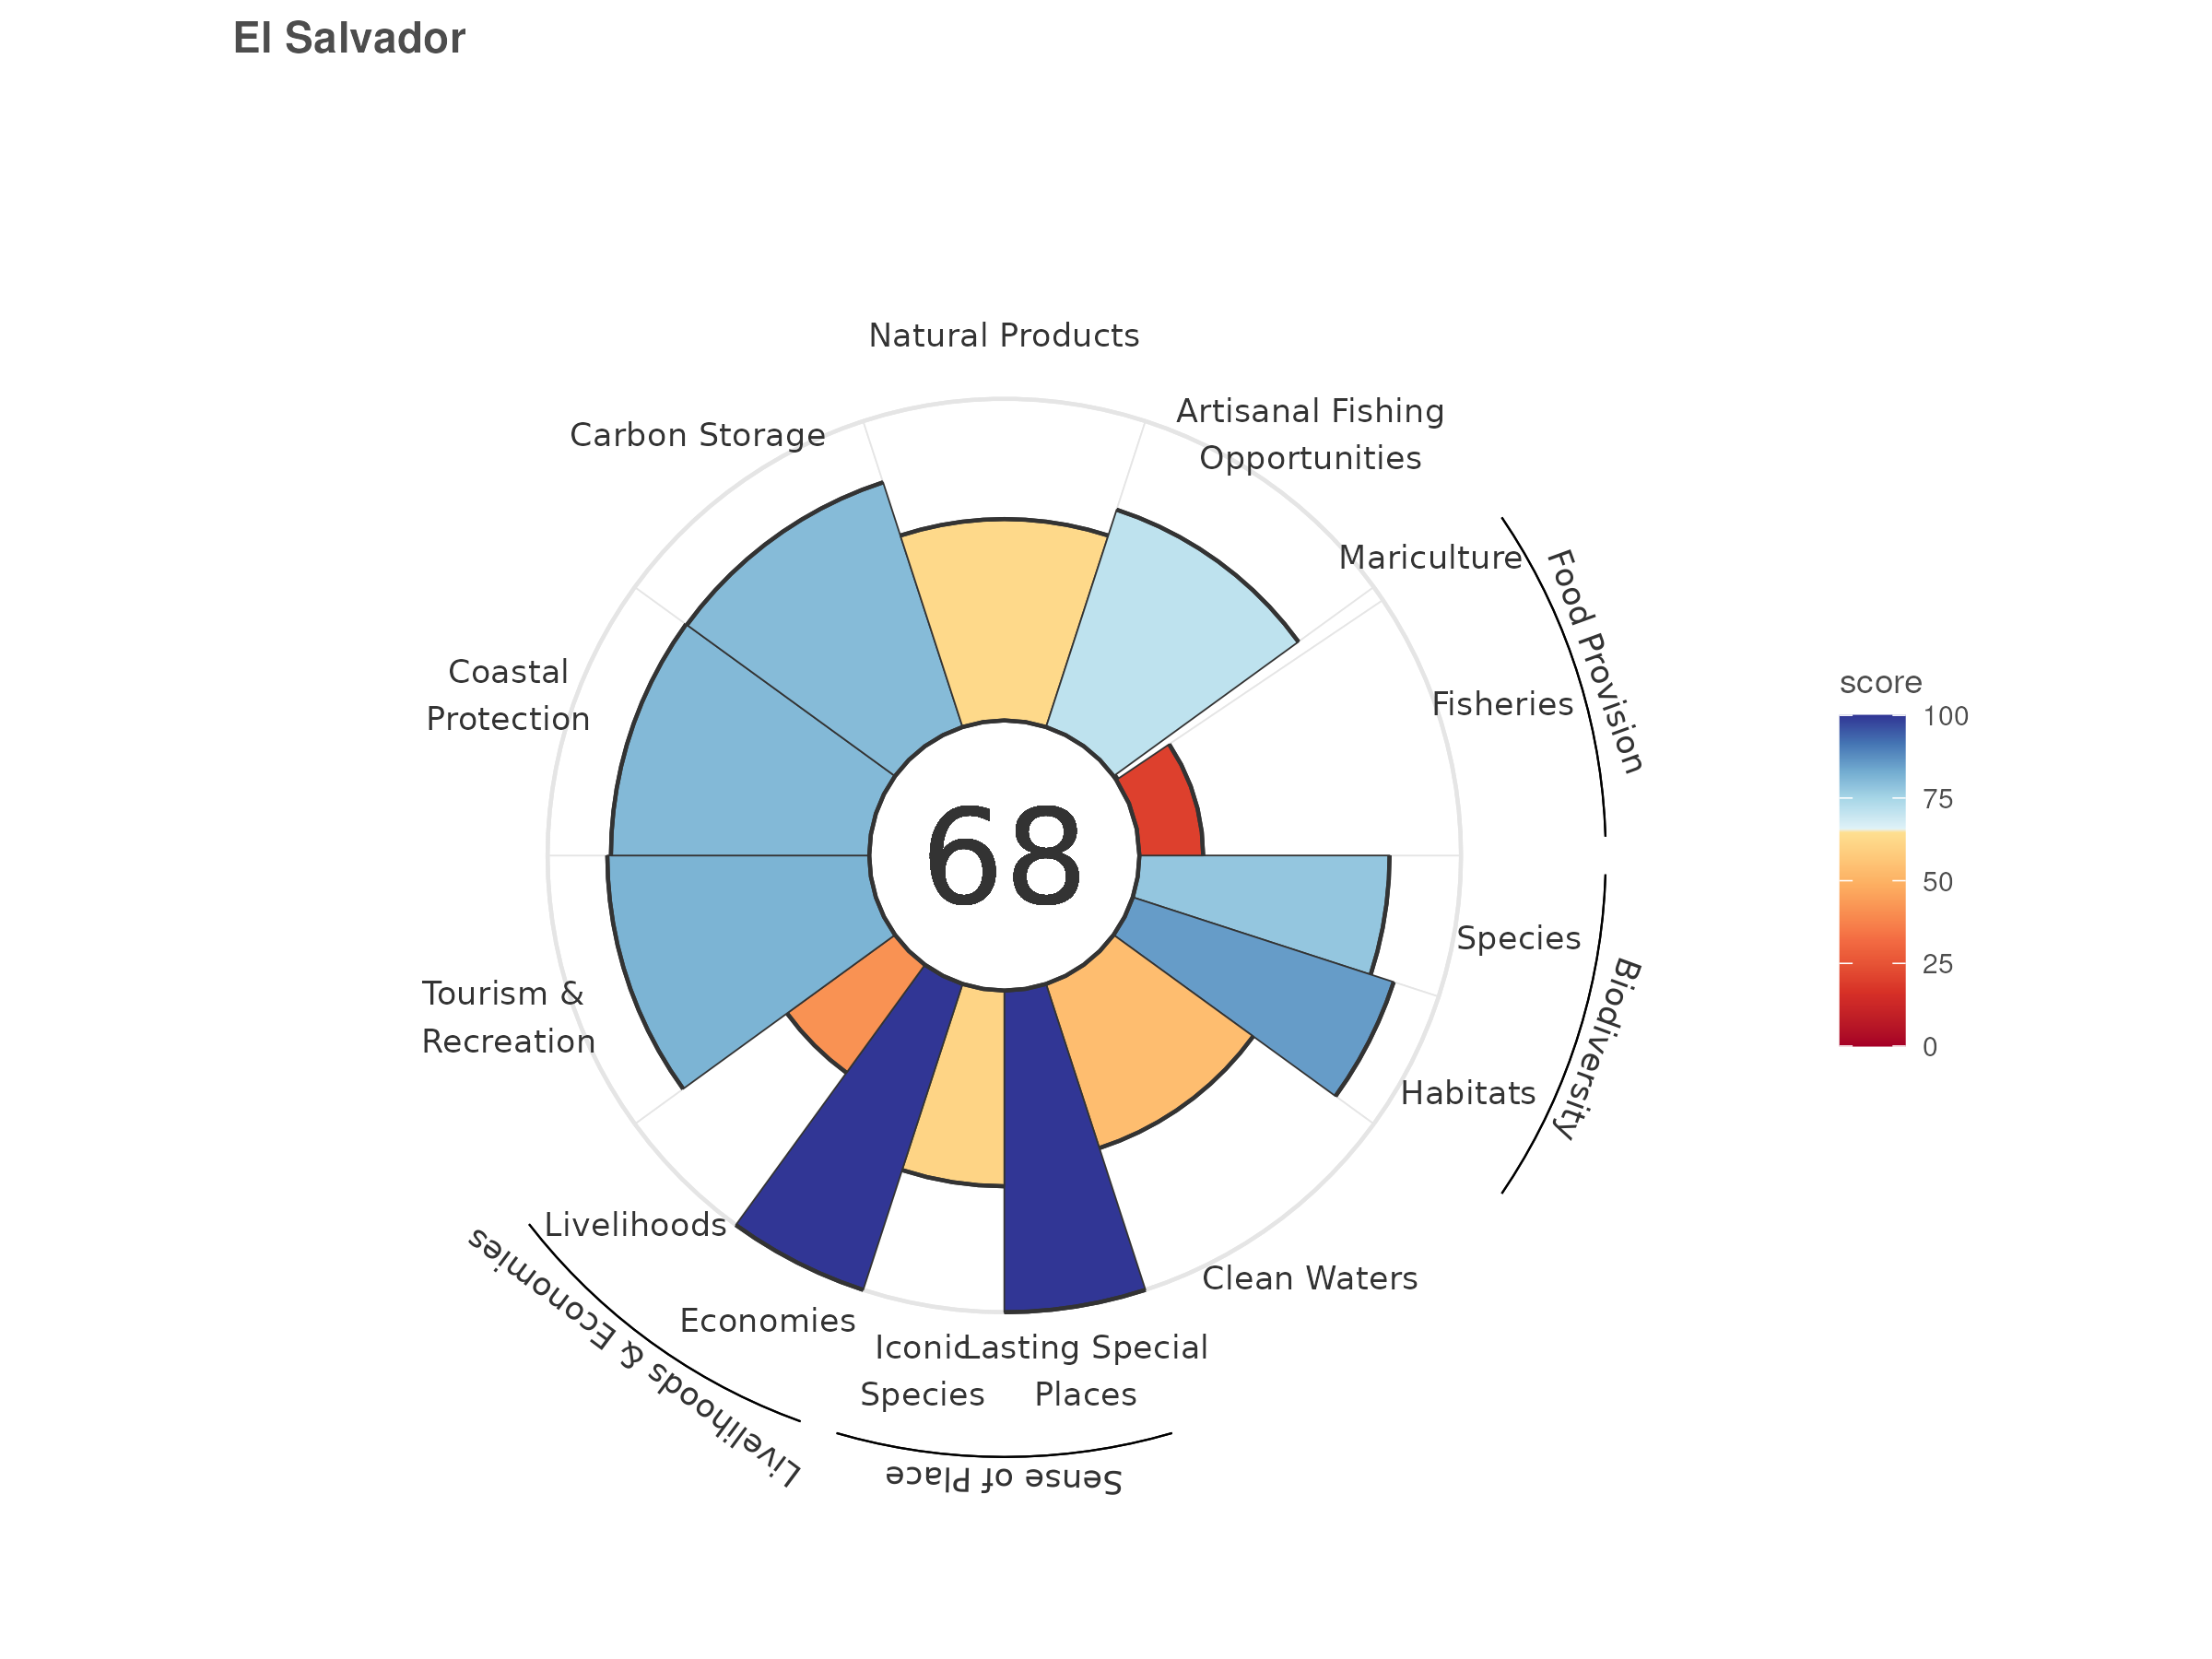 El Salvador
Natural Products
Artisanal Fishing
Opportunities
Carbon Storage
Mariculture
Food Provision
Fisheries
Coastal
Protection
score
100
75
50
25
0
68
Species
Biodiversity
Habitats
Tourism &
Recreation
Livelihoods
Clean Waters
Economies
Livelihoods & Economies
Iconic
Species
Lasting Special
Places
Sense of Place